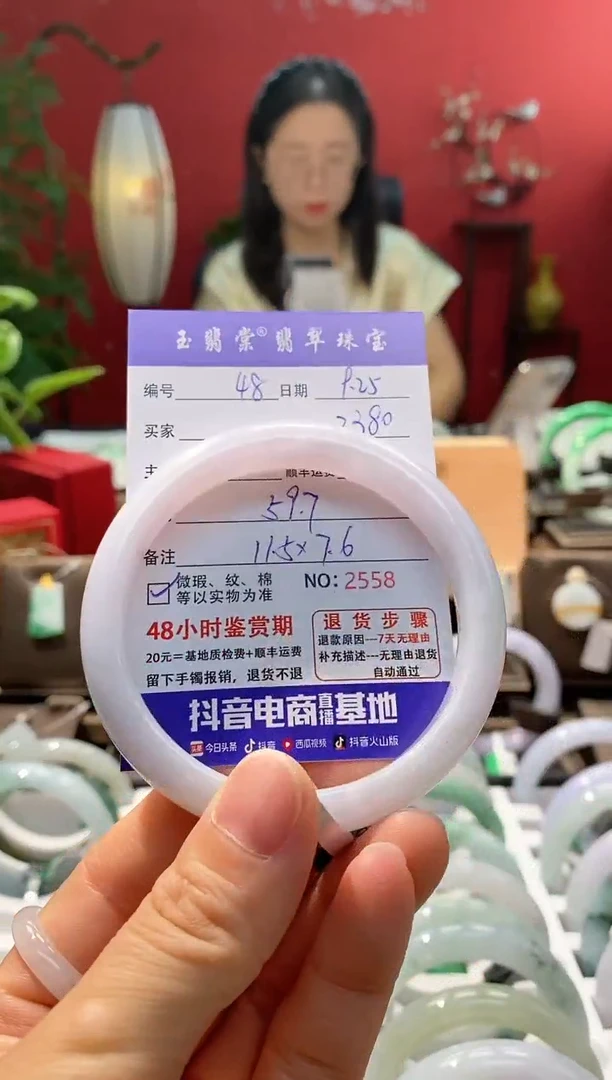 玉翡棠® 翡翠珠宝
编号 48 日期 9.25
买家 2380
顺丰运费
59.7
备注 11.5×7.6
微瑕、纹、棉 NO: 2558
等以实物为准
48小时鉴赏期
20元=基地质检费+顺丰运费
留下手镯报销，退货不退
退货步骤
退款原因---7天无理由
补充描述---无理由退货
自动通过
抖音电商直播基地
头条 今日头条 抖音 西瓜视频 抖音火山版